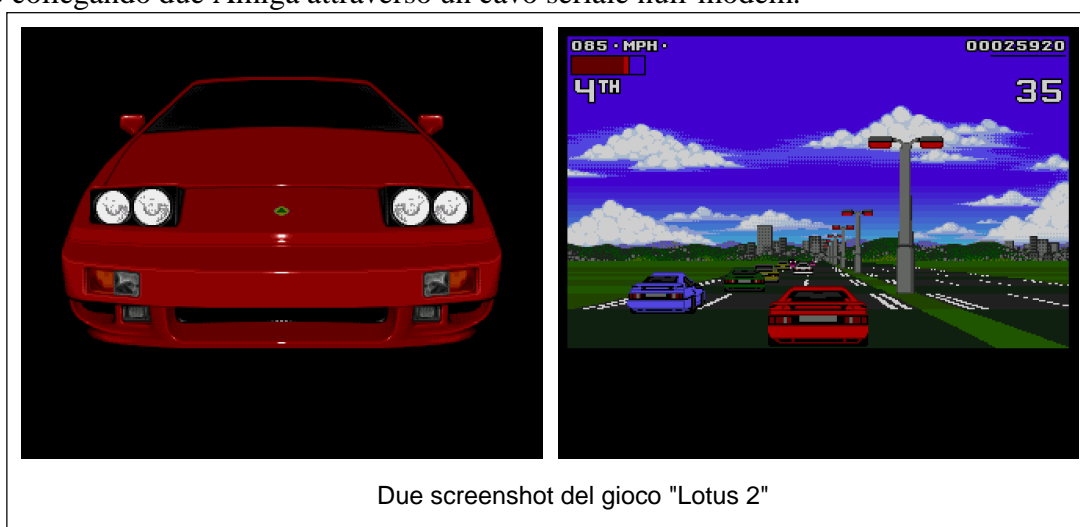 collegando due Amiga attraverso un cavo seriale null-modem.
085·MPH·
00025920
4TH
35
Due screenshot del gioco "Lotus 2"